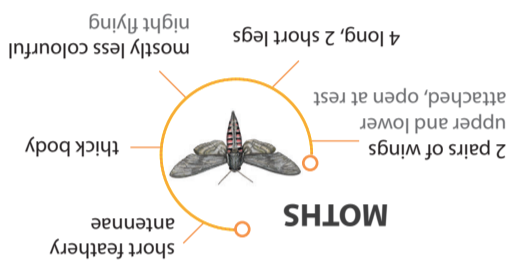 MOTHS
short feathery
antennae
thick body
mostly less colourful
night flying
4 long, 2 short legs
2 pairs of wings
upper and lower
attached, open at rest